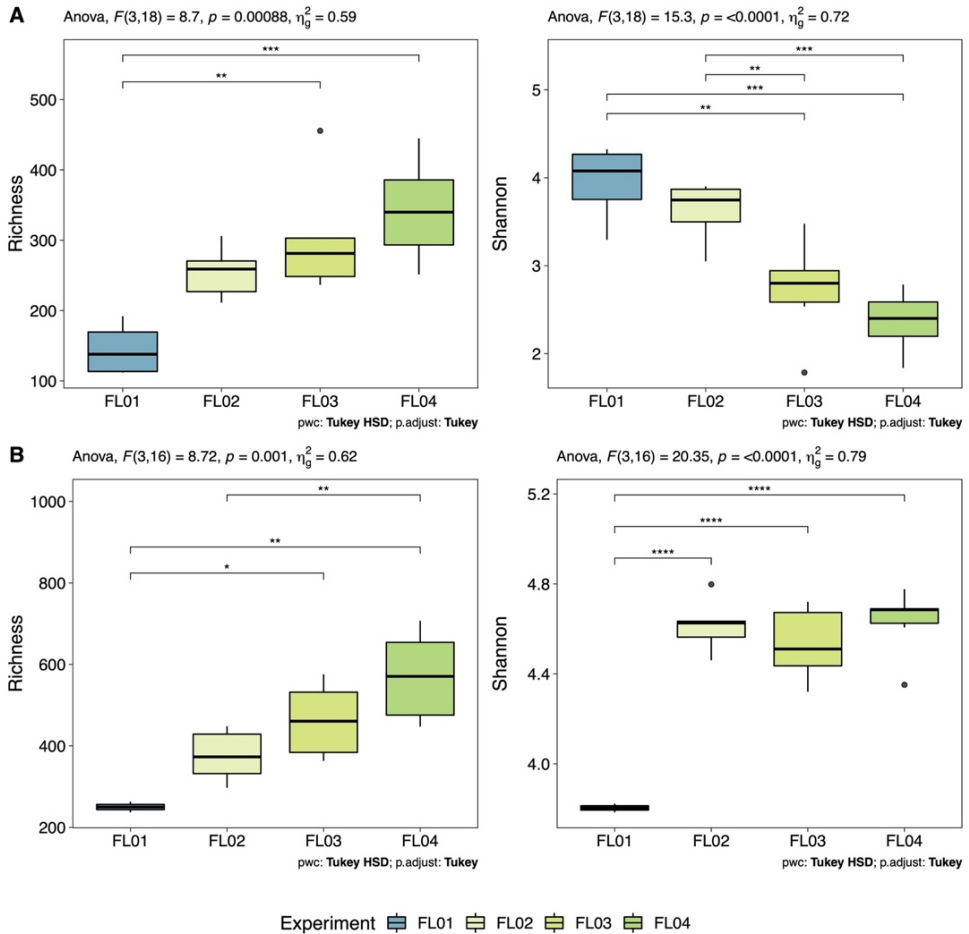 A
Anova, F(3,18) = 8.7, p = 0.00088, η²g = 0.59
Anova, F(3,18) = 15.3, p = <0.0001, η²g = 0.72
***
**
500
400
300
200
100
Richness
FL01 FL02 FL03 FL04
pwc: Tukey HSD; p.adjust: Tukey
***
**
***
**
5
4
3
2
Shannon
FL01 FL02 FL03 FL04
pwc: Tukey HSD; p.adjust: Tukey
B
Anova, F(3,16) = 8.72, p = 0.001, η²g = 0.62
Anova, F(3,16) = 20.35, p = <0.0001, η²g = 0.79
**
**
*
1000
800
600
400
200
Richness
FL01 FL02 FL03 FL04
pwc: Tukey HSD; p.adjust: Tukey
****
****
****
5.2
4.8
4.4
4.0
Shannon
FL01 FL02 FL03 FL04
pwc: Tukey HSD; p.adjust: Tukey
Experiment FL01 FL02 FL03 FL04